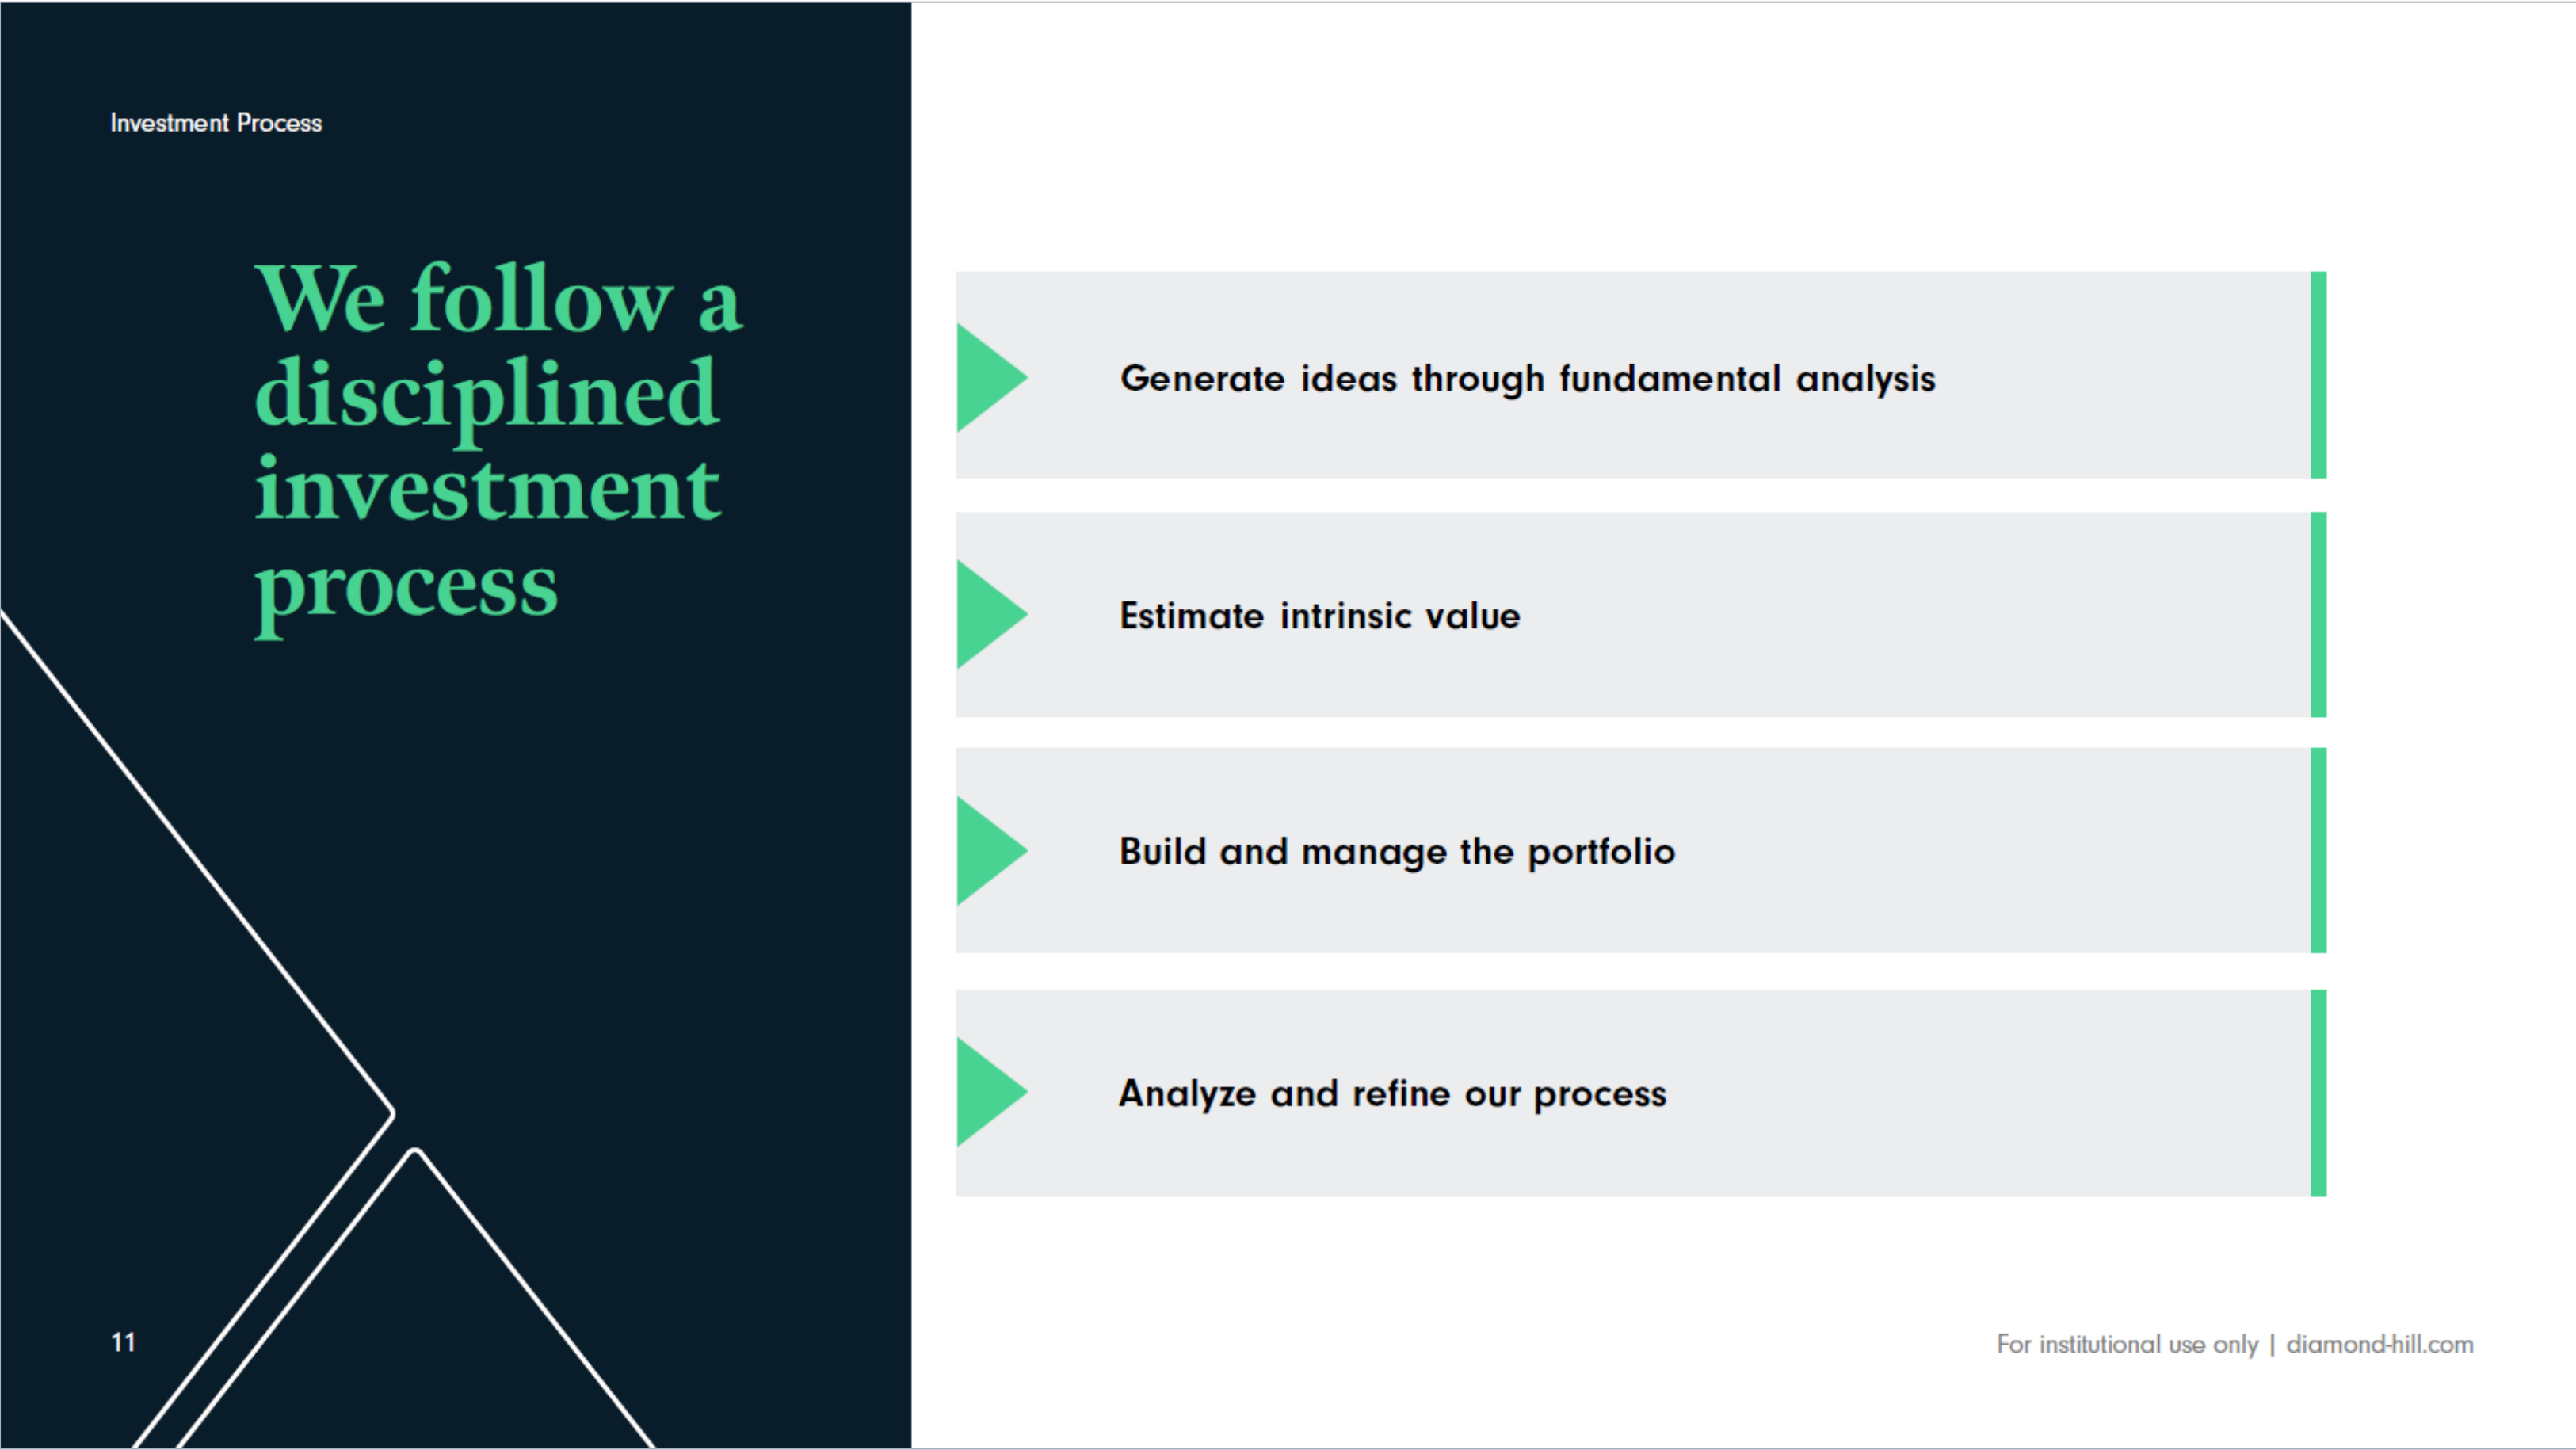 Investment Process
We follow a
disciplined
investment
process
Generate ideas through fundamental analysis
Estimate intrinsic value
Build and manage the portfolio
Analyze and refine our process
11
For institutional use only | diamond-hill.com